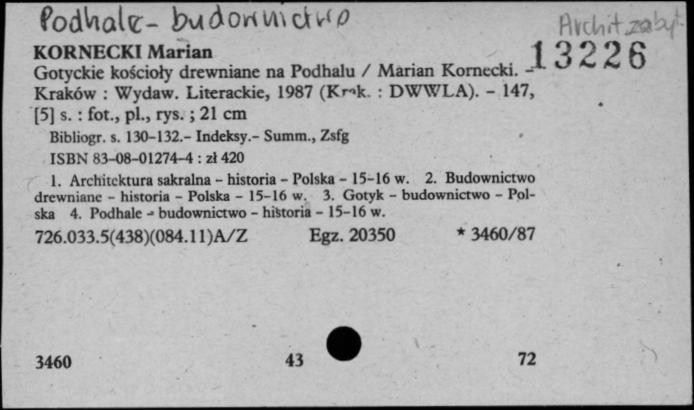 Podhale - budownictwo
Archit. zabyt.
KORNECKI Marian
13226
Gotyckie kościoły drewniane na Podhalu / Marian Kornecki. –
Kraków : Wydaw. Literackie, 1987 (Krak. : DWWLA). – 147,
[5] s. : fot., pl., rys. ; 21 cm
Bibliogr. s. 130–132.– Indeksy.– Summ., Zsfg
ISBN 83–08–01274–4 : zł 420
1. Architektura sakralna – historia – Polska – 15–16 w. 2. Budownictwo
drewniane – historia – Polska – 15–16 w. 3. Gotyk – budownictwo – Pol-
ska 4. Podhale – budownictwo – historia – 15–16 w.
726.033.5(438)(084.11)A/Z Egz. 20350 * 3460/87
3460 43 72